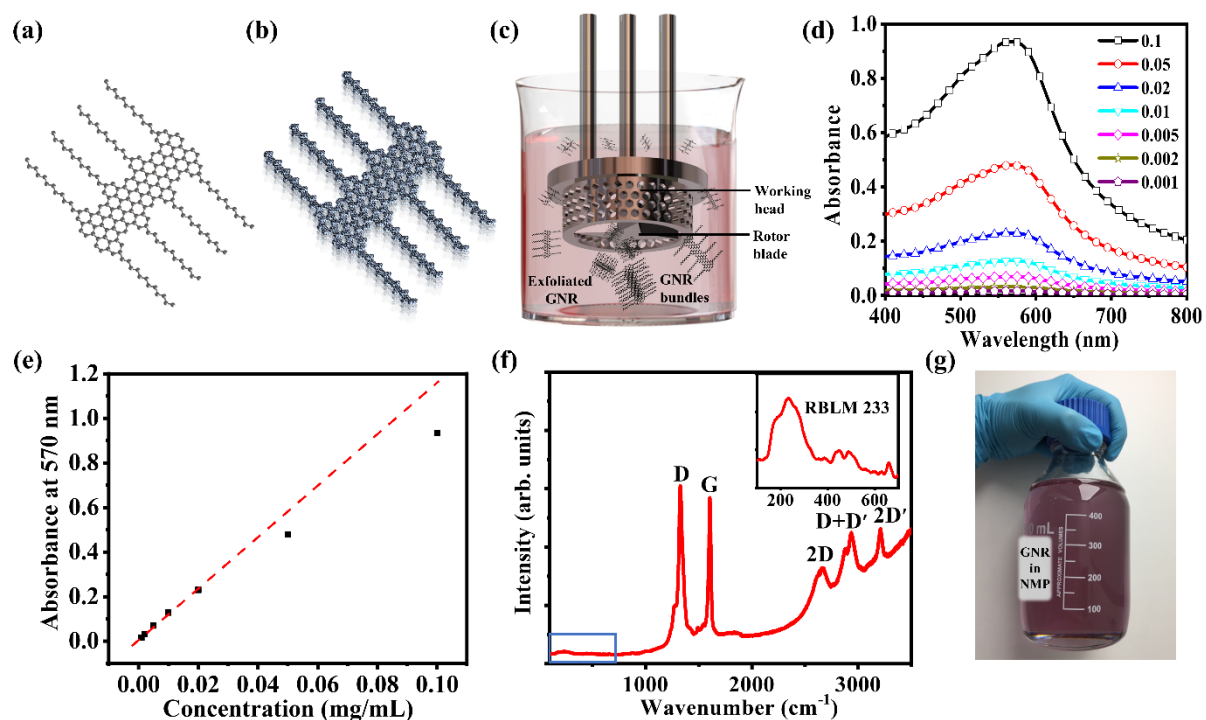 (a)
(b)
(c)
Working
head
Rotor
blade
Exfoliated
GNR
GNR
bundles
(d)
1.0
0.8
0.6
0.4
0.2
0.0
Absorbance
400
500
600
700
800
Wavelength (nm)
0.1
0.05
0.02
0.01
0.005
0.002
0.001
(e)
1.2
1.0
0.8
0.6
0.4
0.2
0.0
Absorbance at 570 nm
0.00
0.02
0.04
0.06
0.08
0.10
Concentration (mg/mL)
(f)
Intensity (arb. units)
D
G
2D
D+D′
2D′
RBLM 233
200
400
600
1000
2000
3000
Wavenumber (cm-1)
(g)
mL
400
300
200
100
APPROXIMATE VOLUMES
GNR
in
NMP